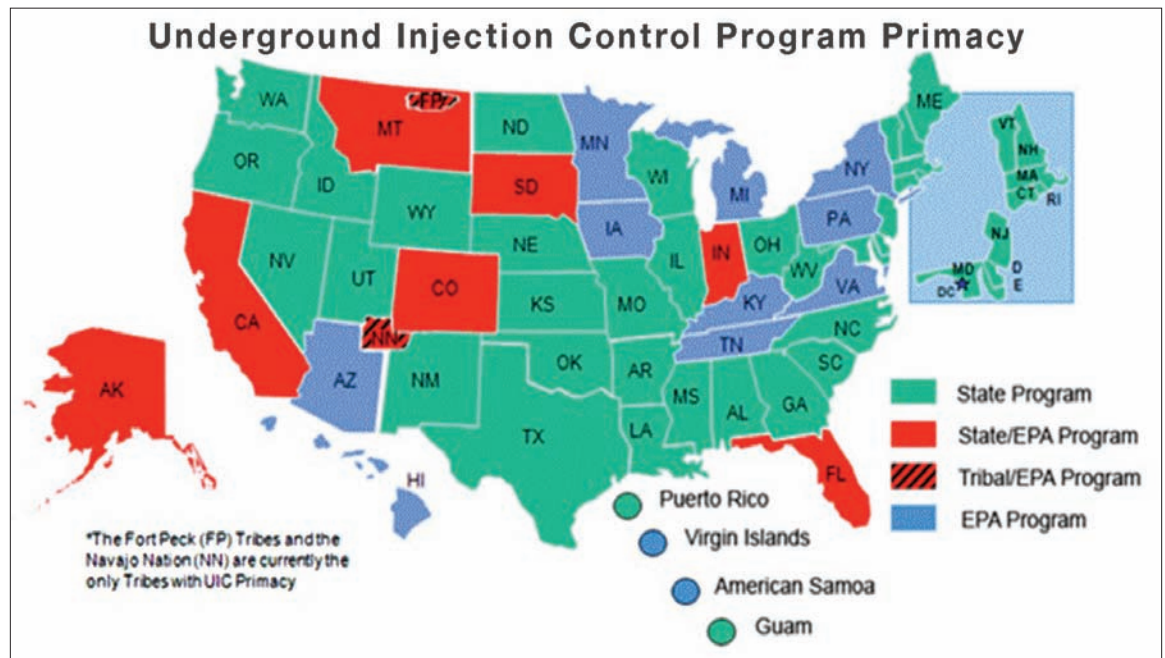 Underground Injection Control Program Primacy
WA
MT
FP
ND
MN
ME
VT
NH
MA
CT
RI
OR
ID
WY
SD
WI
MI
NY
NV
UT
CO
NE
IA
IL
IN
OH
PA
NJ
MD
D
E
DC
CA
KS
MO
KY
WV
VA
AZ
NN
NM
OK
AR
TN
NC
SC
AK
TX
LA
MS
AL
GA
FL
HI
State Program
State/EPA Program
Tribal/EPA Program
EPA Program
Puerto Rico
Virgin Islands
American Samoa
Guam
*The Fort Peck (FP) Tribes and the
Navajo Nation (NN) are currently the
only Tribes with UIC Primacy